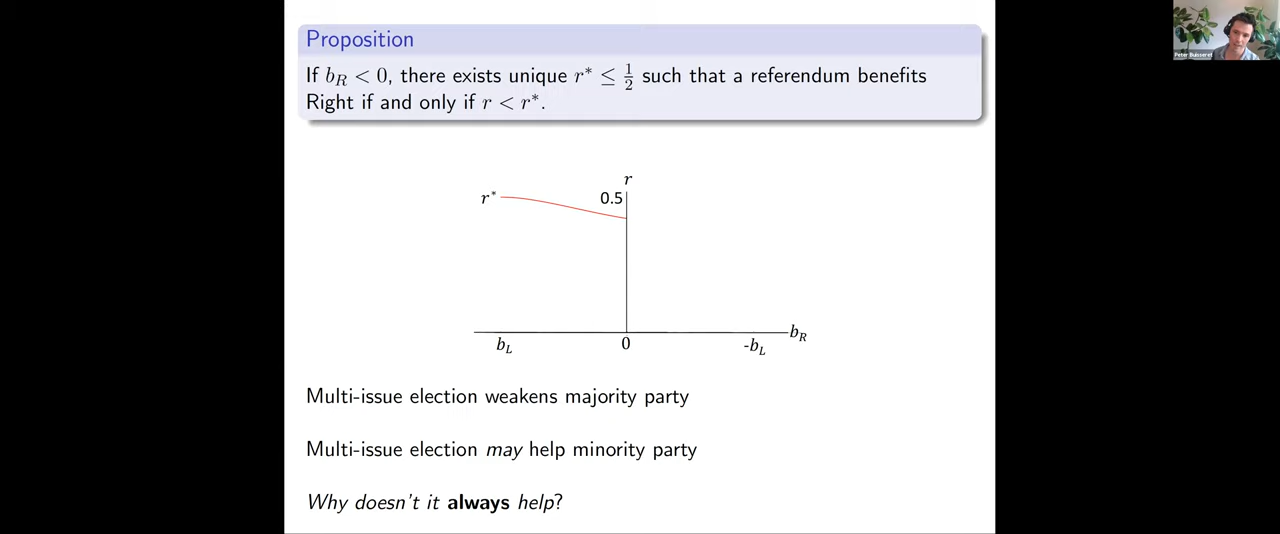 Proposition
If b_R < 0, there exists unique r* ≤ 1/2 such that a referendum benefits
Right if and only if r < r*.
r
r*
0.5
b_R
b_L
0
-b_L
Multi-issue election weakens majority party
Multi-issue election may help minority party
Why doesn't it always help?
Peter Buisseret